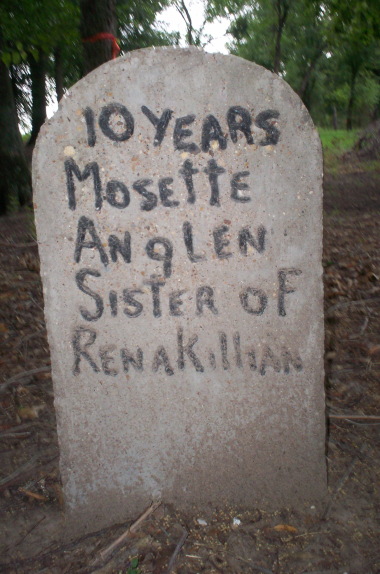 10 YEARS
MOSETTE
ANGLEN
SISTER OF
RENA KILLIAN